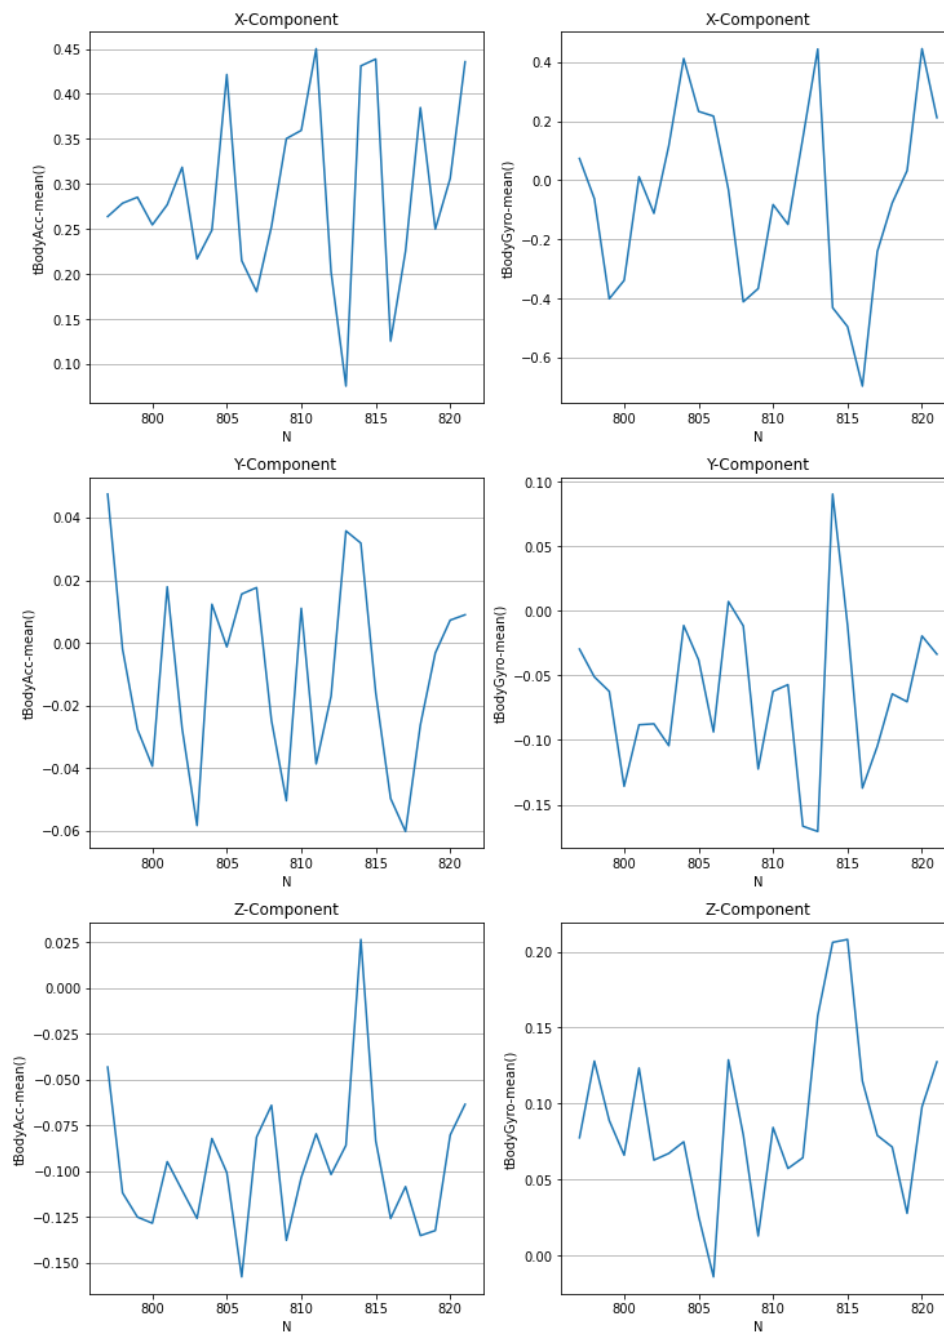 X-Component
tBodyAcc-mean()
0.45
0.40
0.35
0.30
0.25
0.20
0.15
0.10
800 805 810 815 820
N
X-Component
tBodyGyro-mean()
0.4
0.2
0.0
−0.2
−0.4
−0.6
800 805 810 815 820
N
Y-Component
tBodyAcc-mean()
0.04
0.02
0.00
−0.02
−0.04
−0.06
800 805 810 815 820
N
Y-Component
tBodyGyro-mean()
0.10
0.05
0.00
−0.05
−0.10
−0.15
800 805 810 815 820
N
Z-Component
tBodyAcc-mean()
0.025
0.000
−0.025
−0.050
−0.075
−0.100
−0.125
−0.150
800 805 810 815 820
N
Z-Component
tBodyGyro-mean()
0.20
0.15
0.10
0.05
0.00
800 805 810 815 820
N